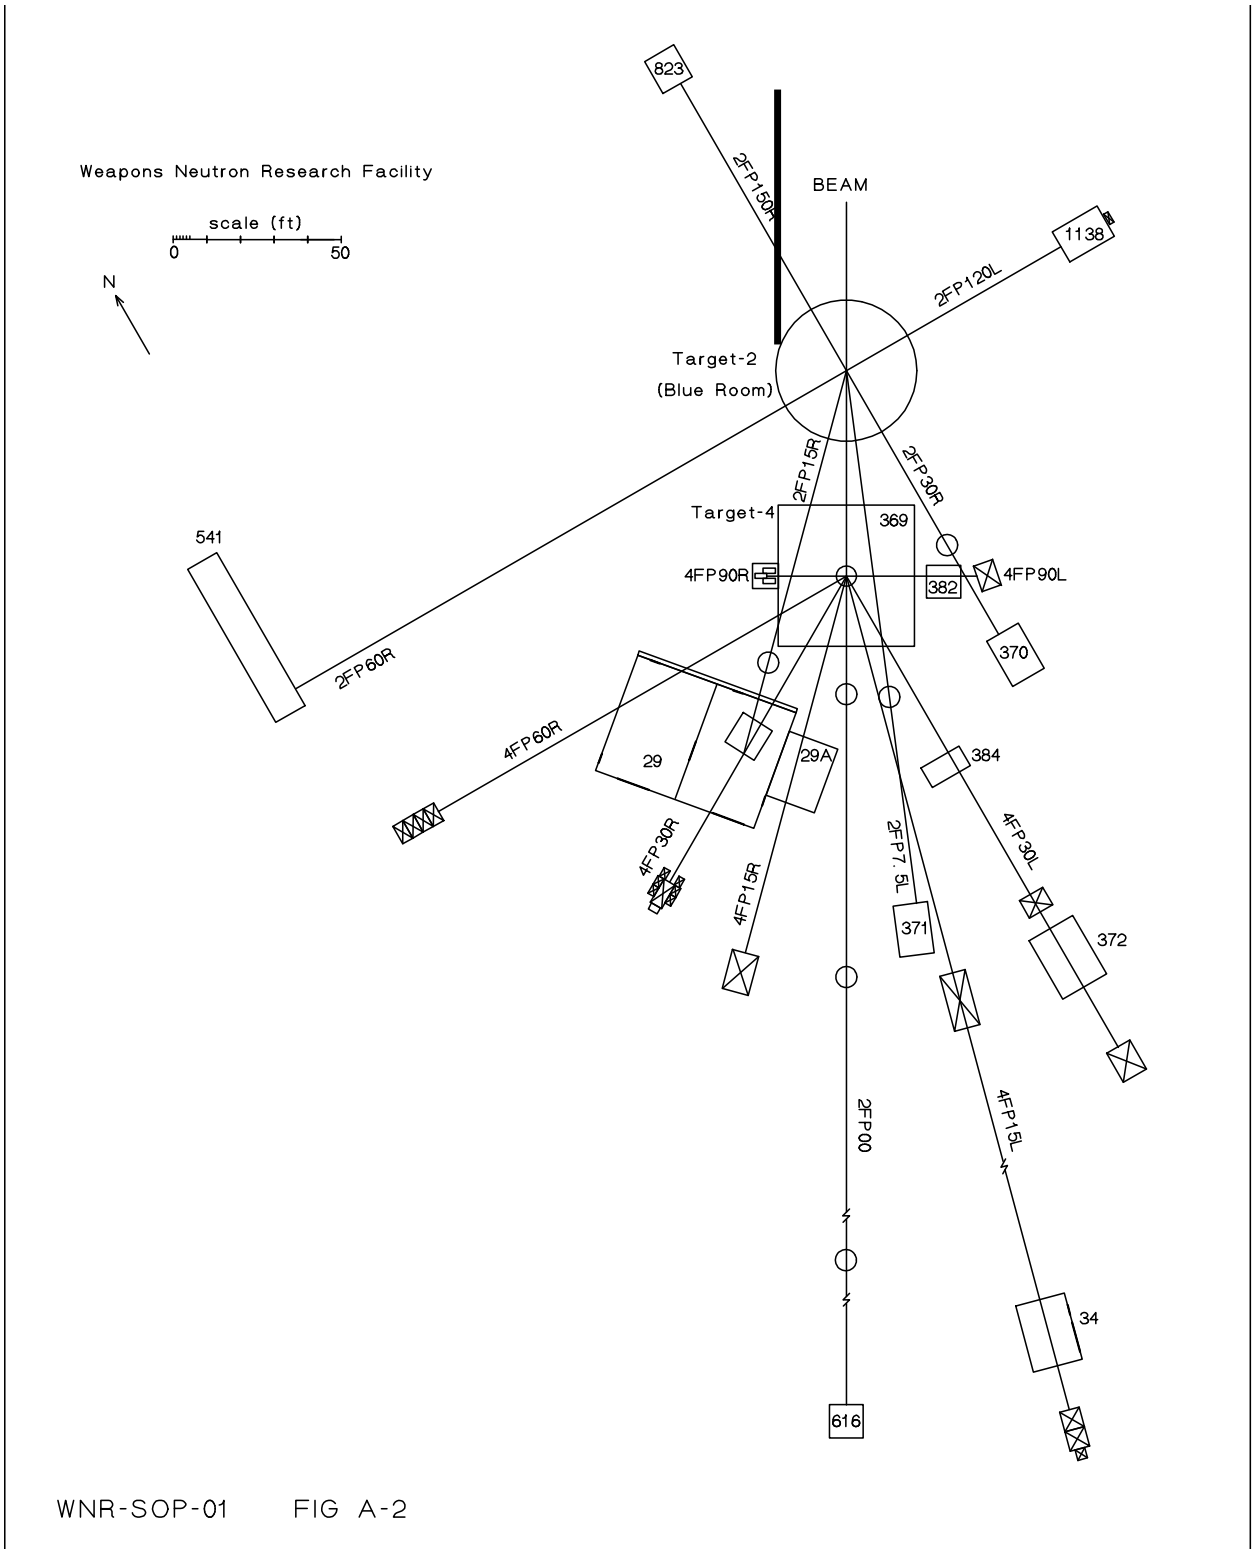 823
2FP150R
Weapons Neutron Research Facility
BEAM
scale (ft)
0 50
1138
N
2FP120L
Target-2
(Blue Room)
2FP15R
2FP30R
Target-4
369
541
4FP90R
382
4FP90L
370
2FP60R
4FP60R
29
29A
384
4FP30R
2FP7.5L
4FP30L
4FP15R
371
372
2FP00
4FP15L
34
616
WNR-SOP-01 FIG A-2